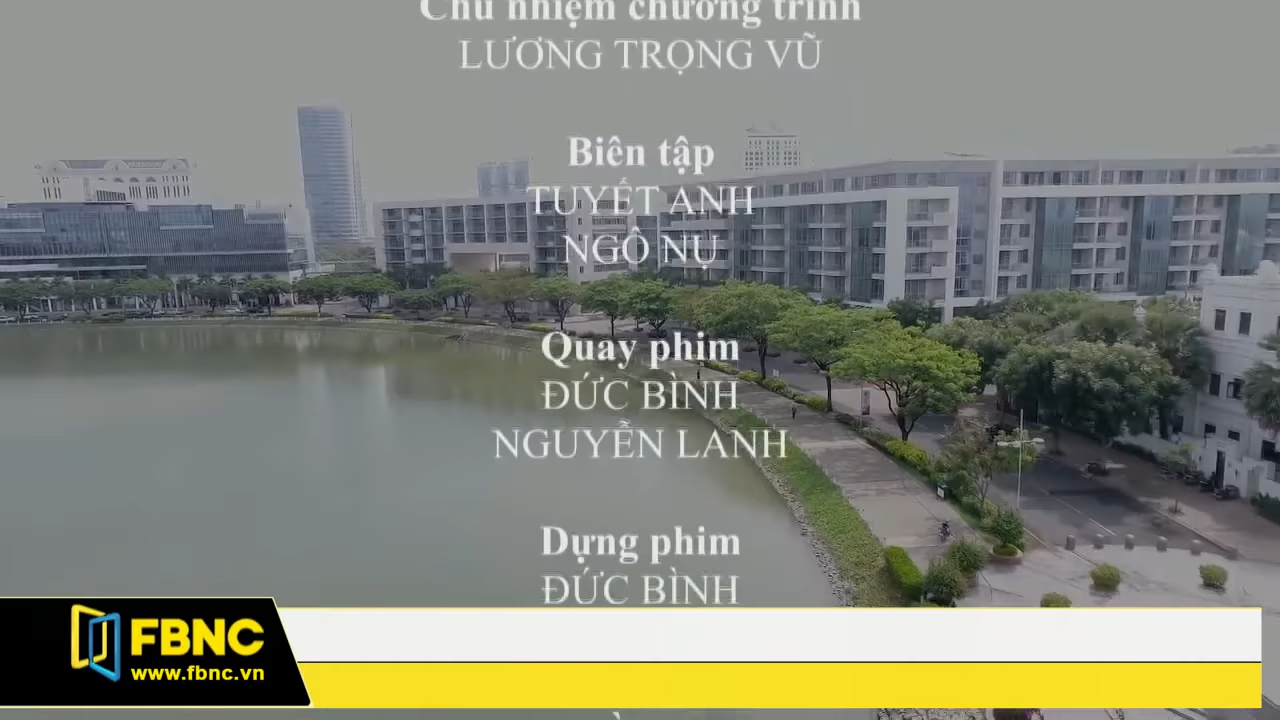 Chủ nhiệm chương trình
LƯƠNG TRỌNG VŨ
Biên tập
TUYẾT ANH
NGÔ NỤ
Quay phim
ĐỨC BÌNH
NGUYỄN LANH
Dựng phim
ĐỨC BÌNH
FBNC
www.fbnc.vn